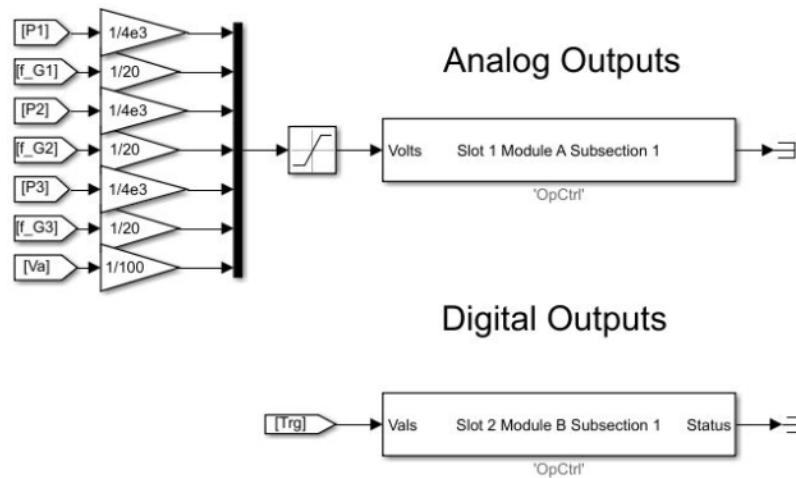 [P1] 1/4e3
[f_G1] 1/20
[P2] 1/4e3
[f_G2] 1/20
[P3] 1/4e3
[f_G3] 1/20
[Va] 1/100
Analog Outputs
Volts Slot 1 Module A Subsection 1
'OpCtrl'
Digital Outputs
[Trg]
Vals Slot 2 Module B Subsection 1 Status
'OpCtrl'